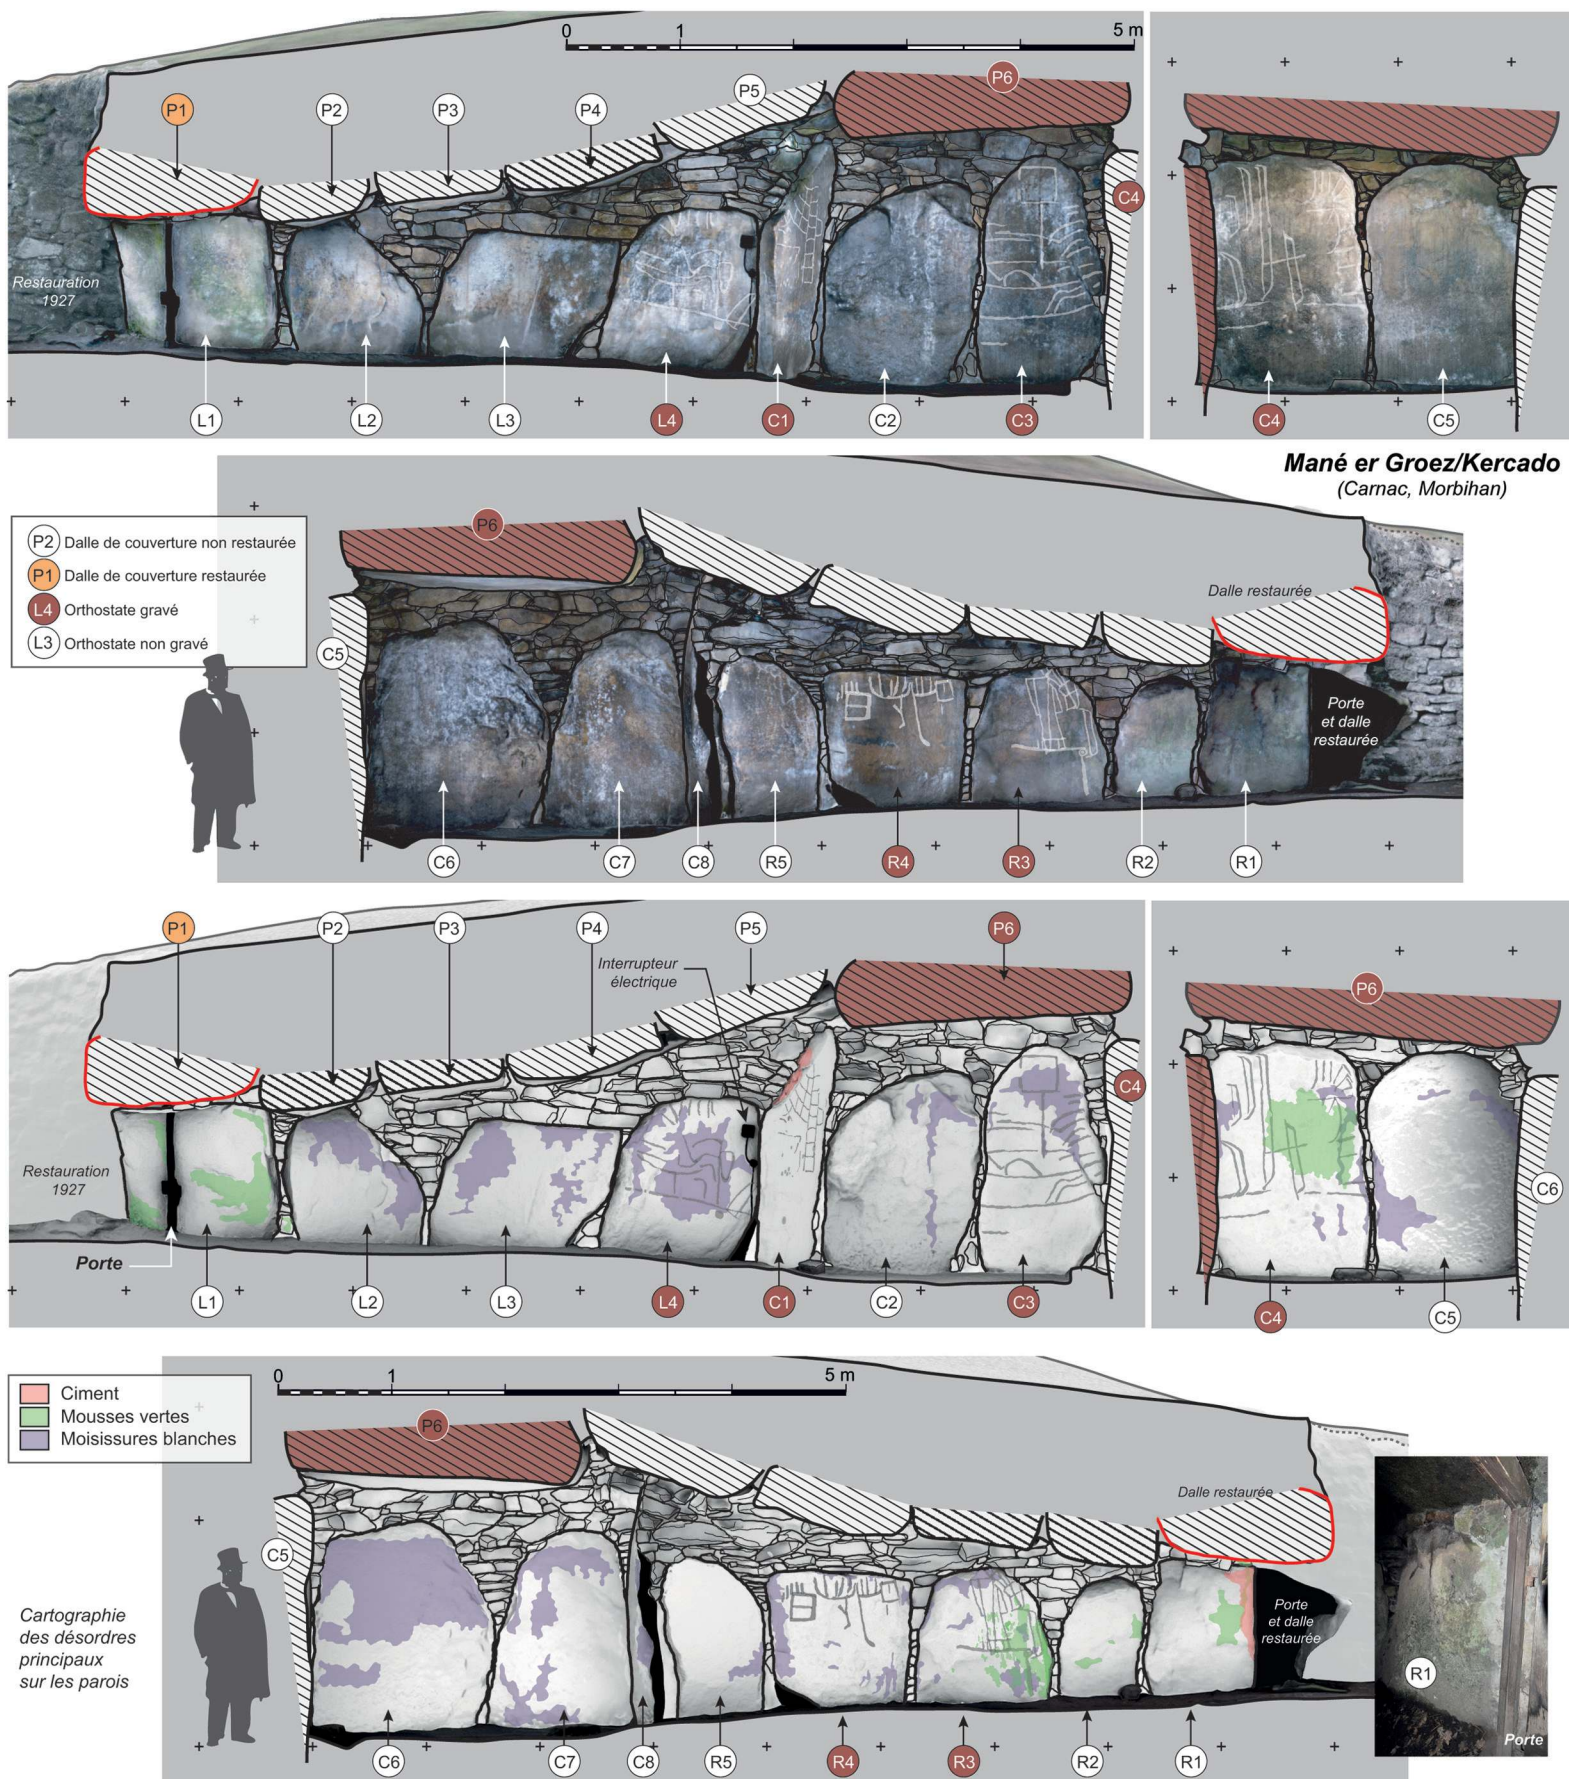 0 1 5 m
P1
P2
P3
P4
P5
P6
C4
Restauration
1927
L1
L2
L3
L4
C1
C2
C3
C4
C5
Mané er Groez/Kercado
(Carnac, Morbihan)
P2 Dalle de couverture non restaurée
P1 Dalle de couverture restaurée
L4 Orthostate gravé
L3 Orthostate non gravé
P6
C5
Dalle restaurée
Porte
et dalle
restaurée
C6
C7
C8
R5
R4
R3
R2
R1
P1
P2
P3
P4
P5
P6
Interrupteur
électrique
C4
Restauration
1927
Porte
L1
L2
L3
L4
C1
C2
C3
P6
C6
C4
C5
0 1 5 m
Ciment
Mousses vertes
Moisissures blanches
P6
C5
Dalle restaurée
Porte
et dalle
restaurée
Cartographie
des désordres
principaux
sur les parois
C6
C7
C8
R5
R4
R3
R2
R1
R1
Porte